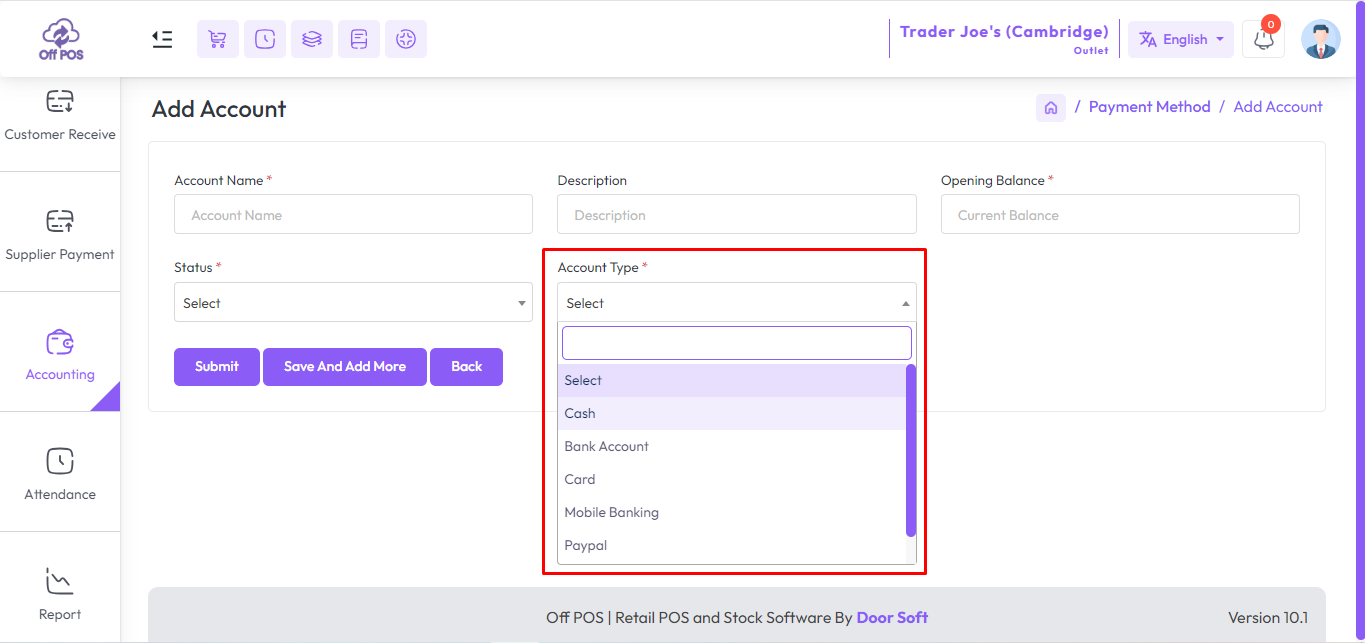 Off POS
Trader Joe's (Cambridge)
Outlet
English
0
Customer Receive
Supplier Payment
Accounting
Attendance
Report
Add Account
/ Payment Method / Add Account
Account Name *
Account Name
Description
Description
Opening Balance *
Current Balance
Status *
Select
Account Type *
Select
Select
Cash
Bank Account
Card
Mobile Banking
Paypal
Submit
Save And Add More
Back
Off POS | Retail POS and Stock Software By Door Soft
Version 10.1